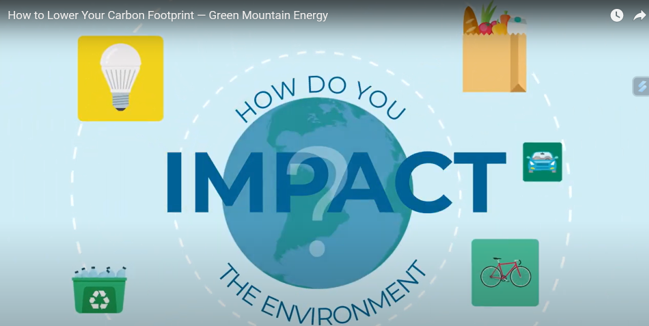 How to Lower Your Carbon Footprint — Green Mountain Energy
HOW DO YOU
IMPACT
?
THE ENVIRONMENT